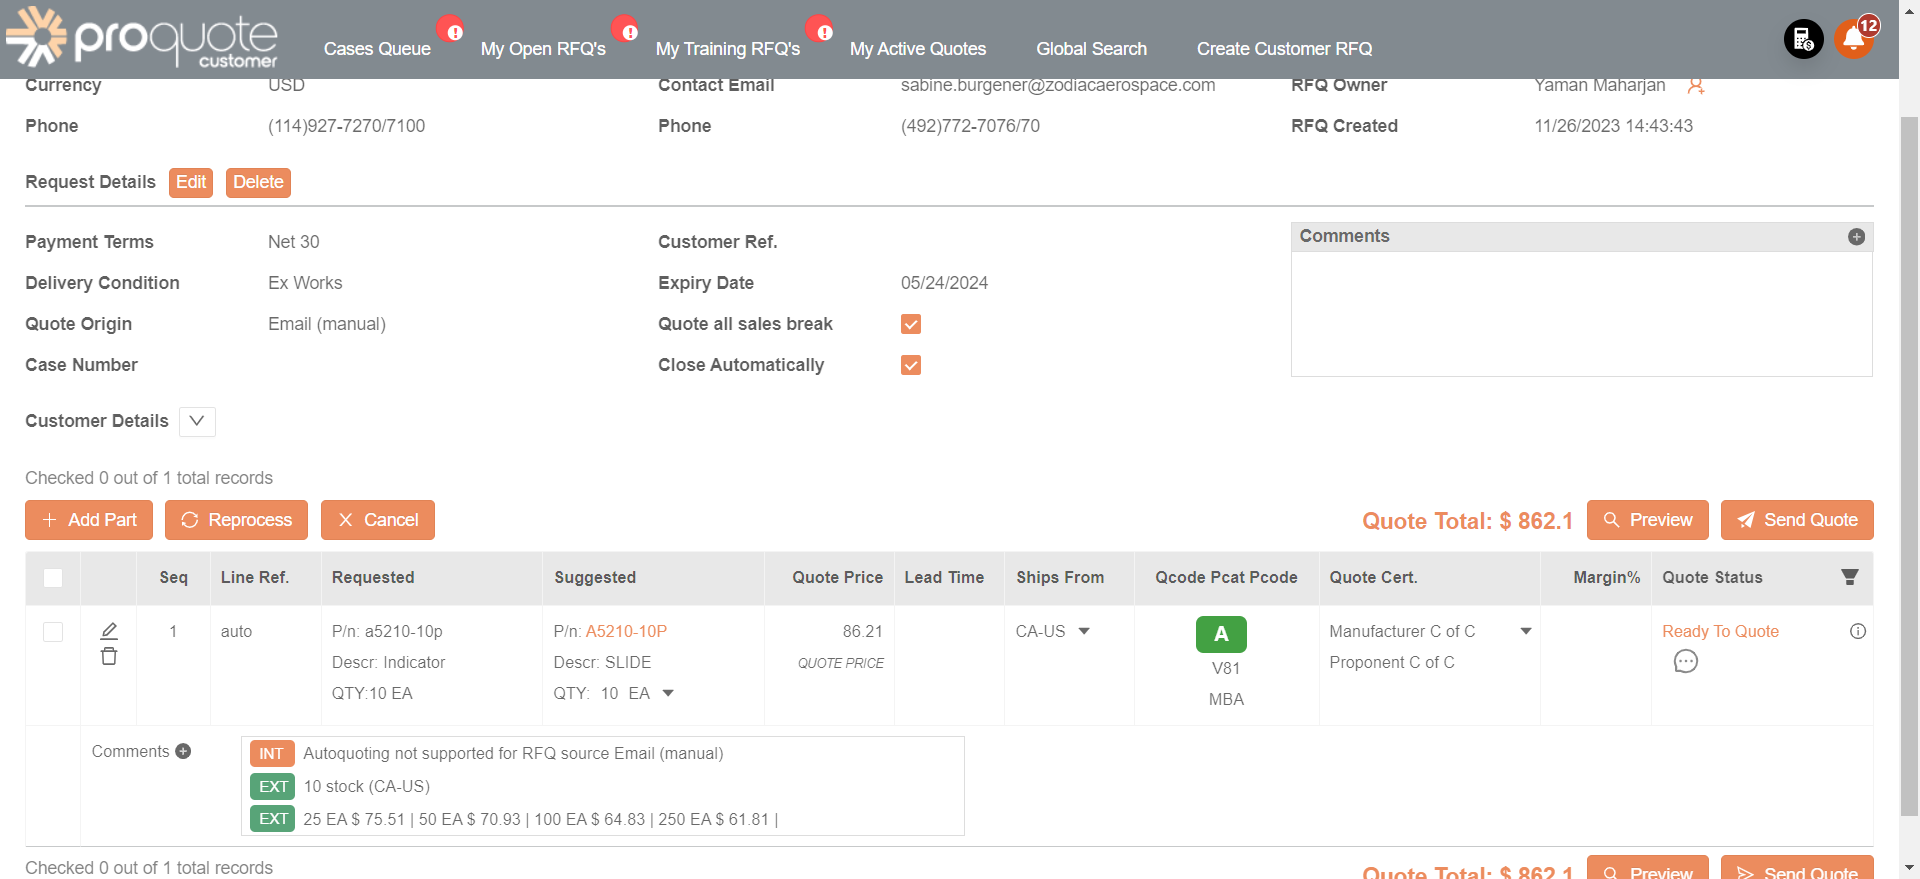 proquote
customer
Cases Queue
My Open RFQ's
My Training RFQ's
My Active Quotes
Global Search
Create Customer RFQ
12
Currency USD Contact Email sabine.burgener@zodiacaerospace.com RFQ Owner Yaman Maharjan
Phone (114)927-7270/7100 Phone (492)772-7076/70 RFQ Created 11/26/2023 14:43:43
Request Details Edit Delete
Payment Terms Net 30 Customer Ref. Comments
Delivery Condition Ex Works Expiry Date 05/24/2024
Quote Origin Email (manual) Quote all sales break
Case Number Close Automatically
Customer Details
Checked 0 out of 1 total records
Add Part Reprocess Cancel Quote Total: $ 862.1 Preview Send Quote
Seq Line Ref. Requested Suggested Quote Price Lead Time Ships From Qcode Pcat Pcode Quote Cert. Margin% Quote Status
1 auto P/n: a5210-10p P/n: A5210-10P 86.21 CA-US A Manufacturer C of C Ready To Quote
Descr: Indicator Descr: SLIDE QUOTE PRICE V81 Proponent C of C
QTY:10 EA QTY: 10 EA MBA
Comments INT Autoquoting not supported for RFQ source Email (manual)
EXT 10 stock (CA-US)
EXT 25 EA $ 75.51 | 50 EA $ 70.93 | 100 EA $ 64.83 | 250 EA $ 61.81 |
Checked 0 out of 1 total records Quote Total: $ 862.1 Preview Send Quote